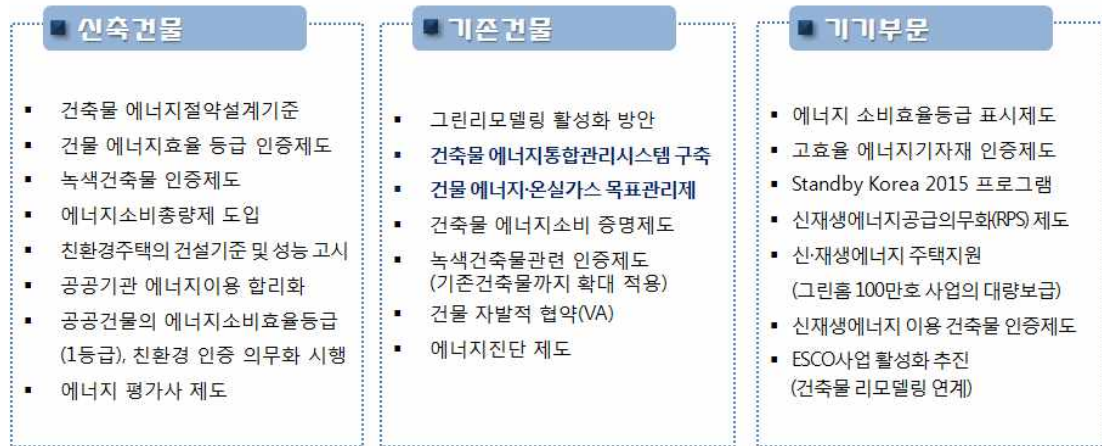 신축건물
건축물 에너지절약설계기준
건물 에너지효율 등급 인증제도
녹색건축물 인증제도
에너지소비총량제 도입
친환경주택의 건설기준 및 성능 고시
공공기관 에너지이용 합리화
공공건물의 에너지소비효율등급
(1등급), 친환경 인증 의무화 시행
에너지 평가사 제도
기존건물
그린리모델링 활성화 방안
건축물 에너지통합관리시스템 구축
건물 에너지·온실가스 목표관리제
건축물 에너지소비 증명제도
녹색건축물관련 인증제도
(기존건축물까지 확대 적용)
건물 자발적 협약(VA)
에너지진단 제도
기기부문
에너지 소비효율등급 표시제도
고효율 에너지기자재 인증제도
Standby Korea 2015 프로그램
신재생에너지공급의무화(RPS) 제도
신·재생에너지 주택지원
(그린홈 100만호 사업의 대량보급)
신재생에너지 이용 건축물 인증제도
ESCO사업 활성화 추진
(건축물 리모델링 연계)